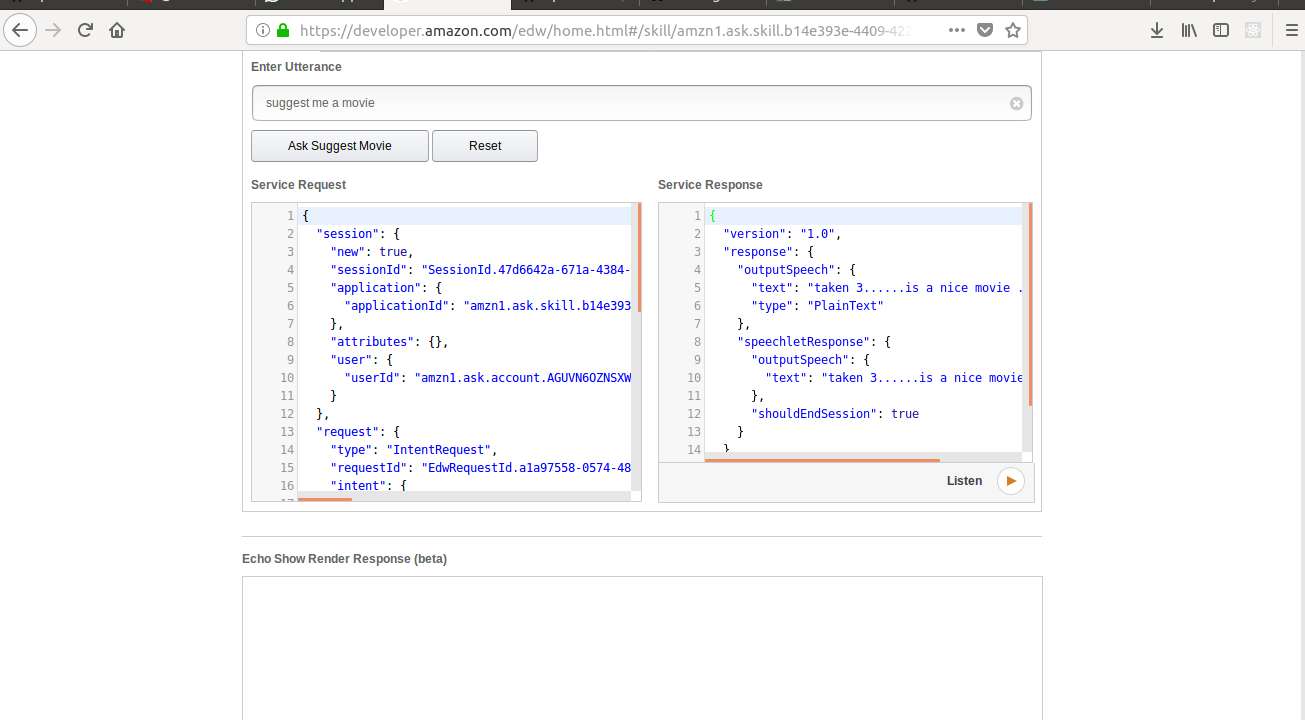 https://developer.amazon.com/edw/home.html#/skill/amzn1.ask.skill.b14e393e-4409-422
Enter Utterance
suggest me a movie
Ask Suggest Movie
Reset
Service Request
1 {
2 "session": {
3 "new": true,
4 "sessionId": "SessionId.47d6642a-671a-4384-
5 "application": {
6 "applicationId": "amzn1.ask.skill.b14e393
7 },
8 "attributes": {},
9 "user": {
10 "userId": "amzn1.ask.account.AGUVN6OZNSXW
11 }
12 },
13 "request": {
14 "type": "IntentRequest",
15 "requestId": "EdwRequestId.a1a97558-0574-48
16 "intent": {
Service Response
1 {
2 "version": "1.0",
3 "response": {
4 "outputSpeech": {
5 "text": "taken 3......is a nice movie .
6 "type": "PlainText"
7 },
8 "speechletResponse": {
9 "outputSpeech": {
10 "text": "taken 3......is a nice movie
11 },
12 "shouldEndSession": true
13 }
14 }
Listen
Echo Show Render Response (beta)